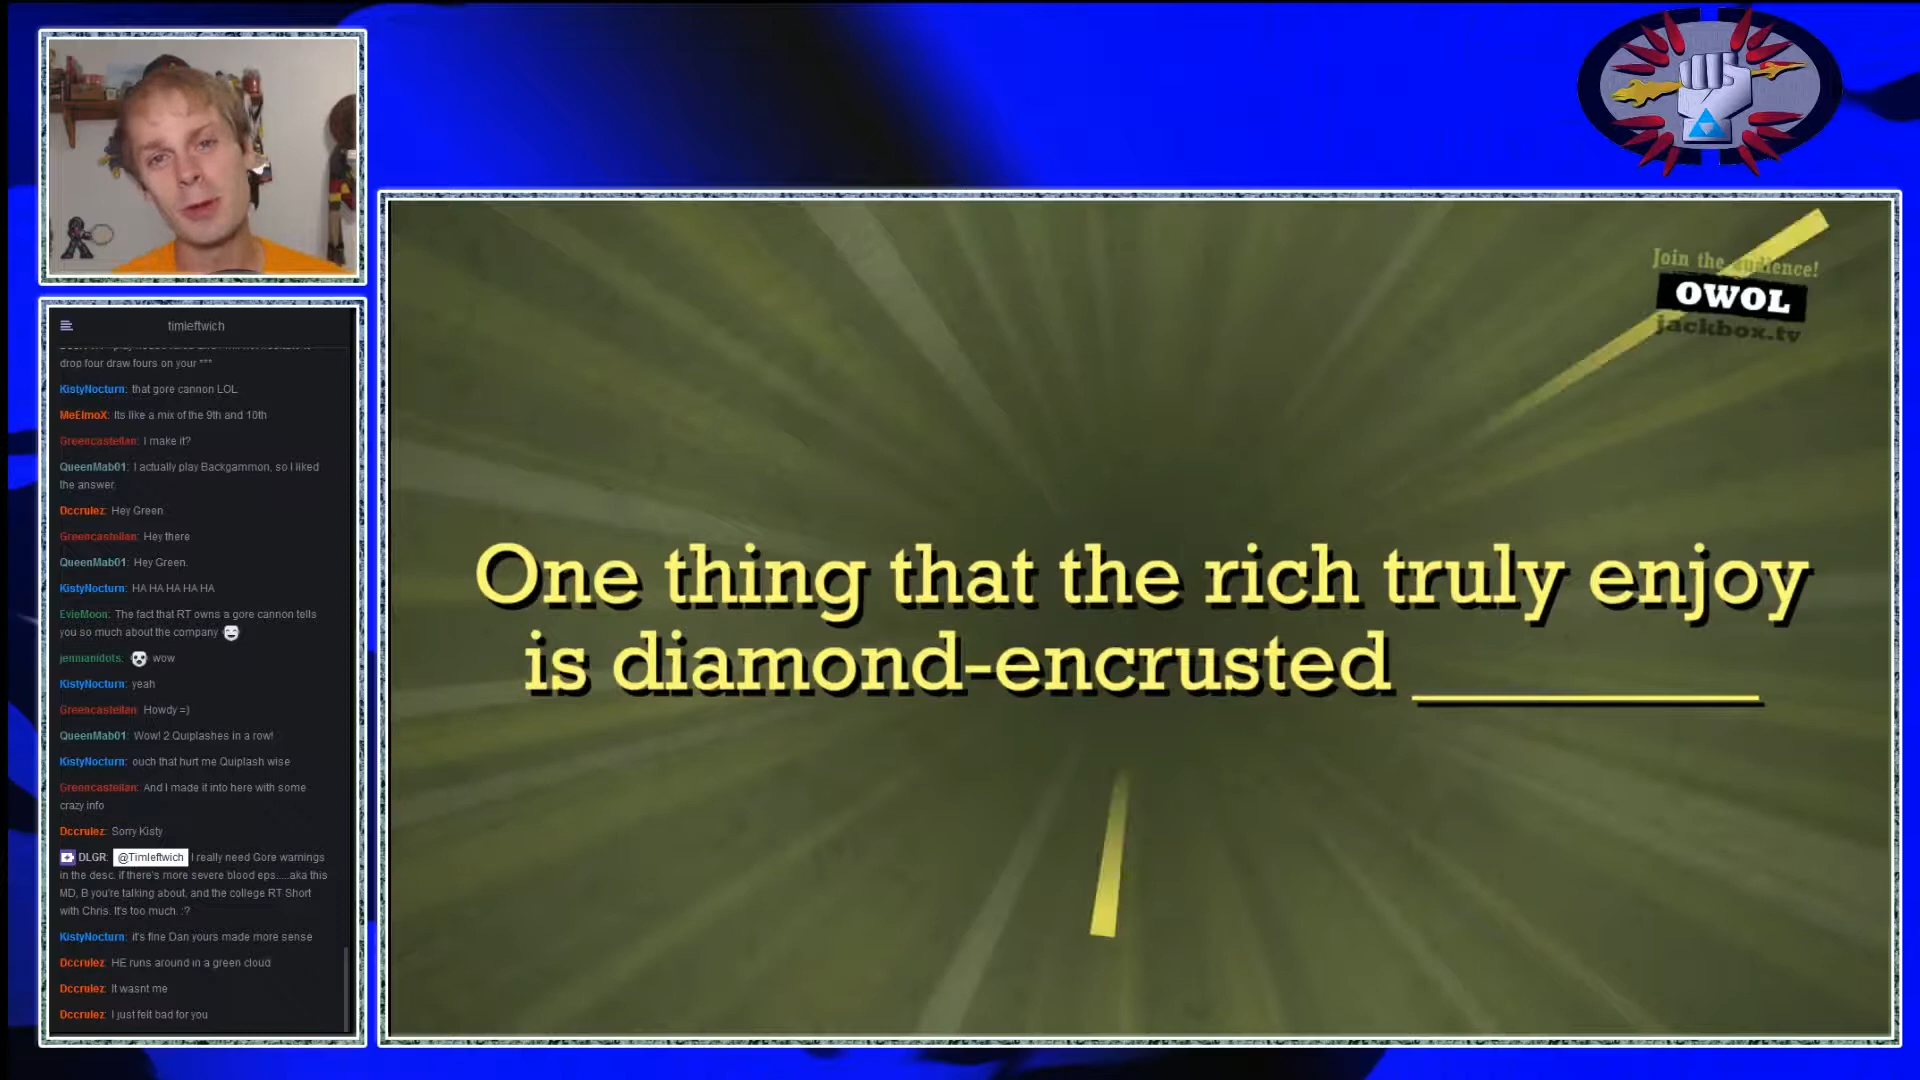 timleftwich
drop four draw fours on your ***
KistyNocturn: that gore cannon LOL
MeEimoX: Its like a mix of the 9th and 10th
Greencastellan: I make it?
QueenMab01: I actually play Backgammon, so I liked
the answer.
Dccrulez: Hey Green
Greencastellan: Hey there
QueenMab01: Hey Green.
KistyNocturn: HA HA HA HA HA
EvieMoon: The fact that RT owns a gore cannon tells
you so much about the company
jennanidots: wow
KistyNocturn: yeah
Greencastellan: Howdy =)
QueenMab01: Wow! 2 Quiplashes in a row!
KistyNocturn: ouch that hurt me Quiplash wise
Greencastellan: And I made it into here with some
crazy info
Dccrulez: Sorry Kisty
DLGR: @Timleftwich I really need Gore warnings
in the desc. if there's more severe blood eps.....aka this
MD, B you're talking about, and the college RT Short
with Chris. It's too much. :?
KistyNocturn: it's fine Dan yours made more sense
Dccrulez: HE runs around in a green cloud
Dccrulez: It wasnt me
Dccrulez: I just felt bad for you
Join the audience!
OWOL
jackbox.tv
One thing that the rich truly enjoy
is diamond-encrusted __________